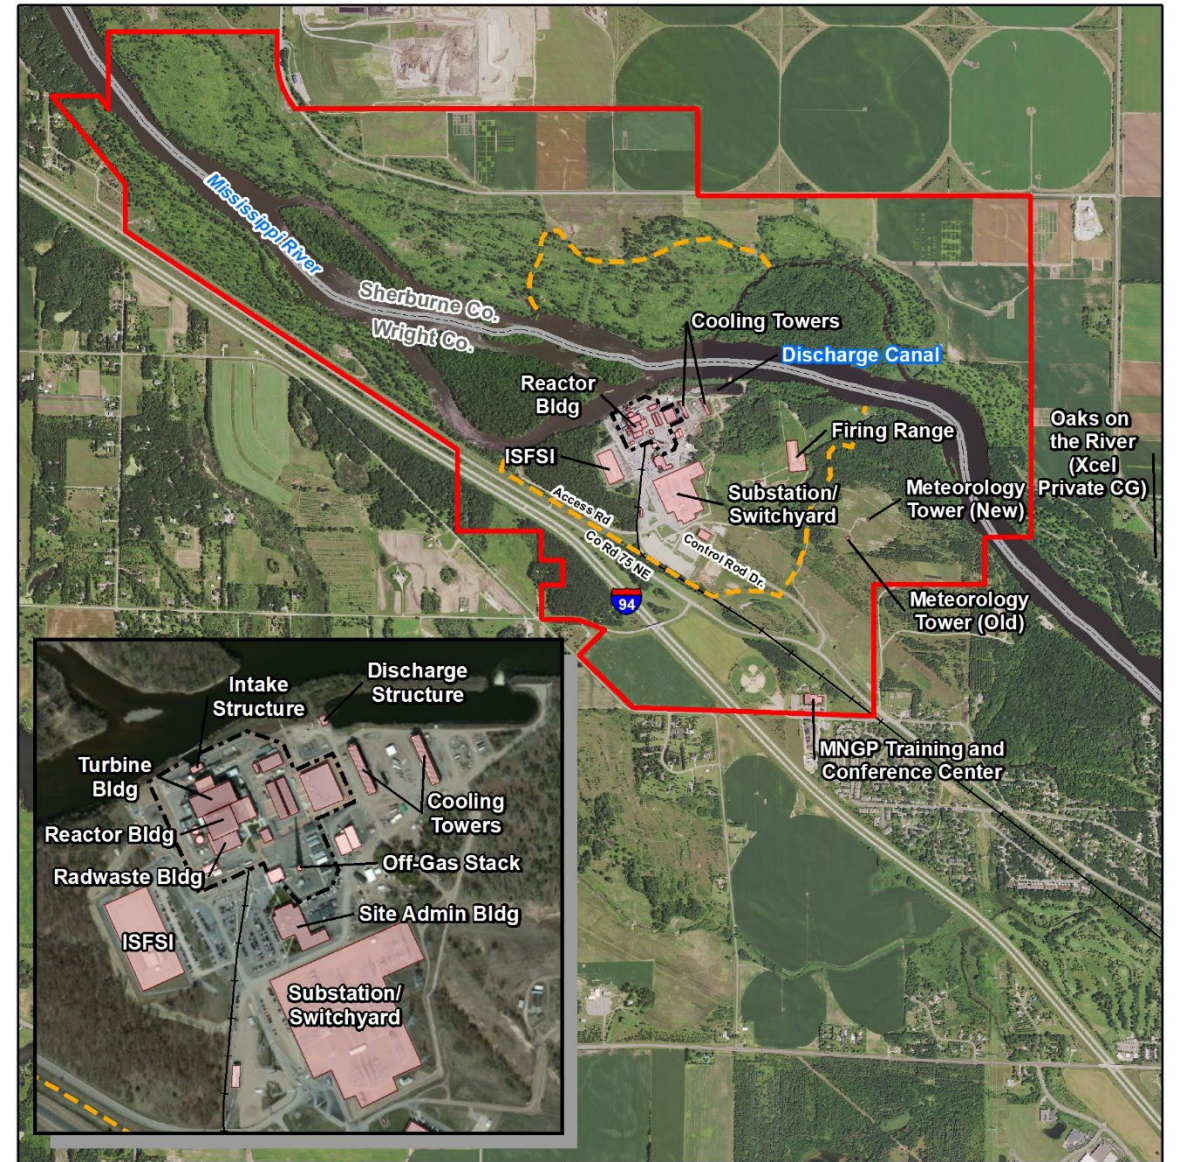 Mississippi River
Sherburne Co.
Wright Co.
Cooling Towers
Discharge Canal
Reactor
Bldg
Firing Range
Oaks on
the River
(Xcel
Private CG)
ISFSI
Meteorology
Tower (New)
Substation/
Switchyard
Access Rd
Control Rod Dr.
Co Rd 75 NE
94
Meteorology
Tower (Old)
MNGP Training and
Conference Center
Intake
Structure
Discharge
Structure
Turbine
Bldg
Cooling
Towers
Reactor Bldg
Off-Gas Stack
Radwaste Bldg
Site Admin Bldg
ISFSI
Substation/
Switchyard